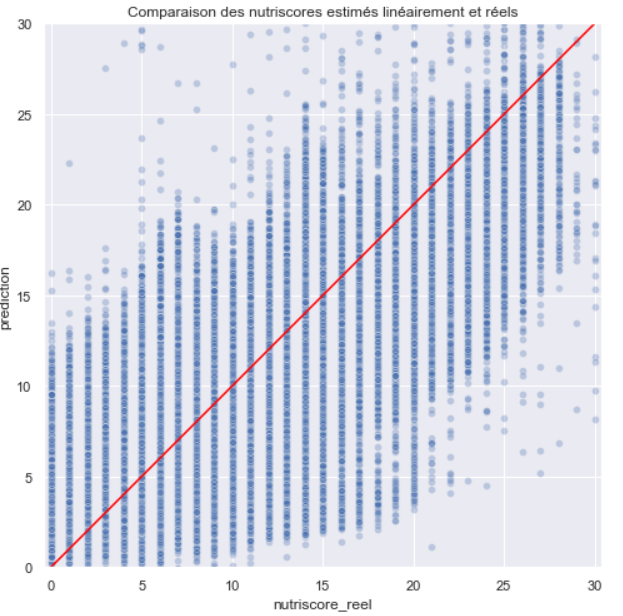 Comparaison des nutriscores estimés linéairement et réels
30
25
20
15
10
5
0
prediction
0 5 10 15 20 25 30
nutriscore_reel